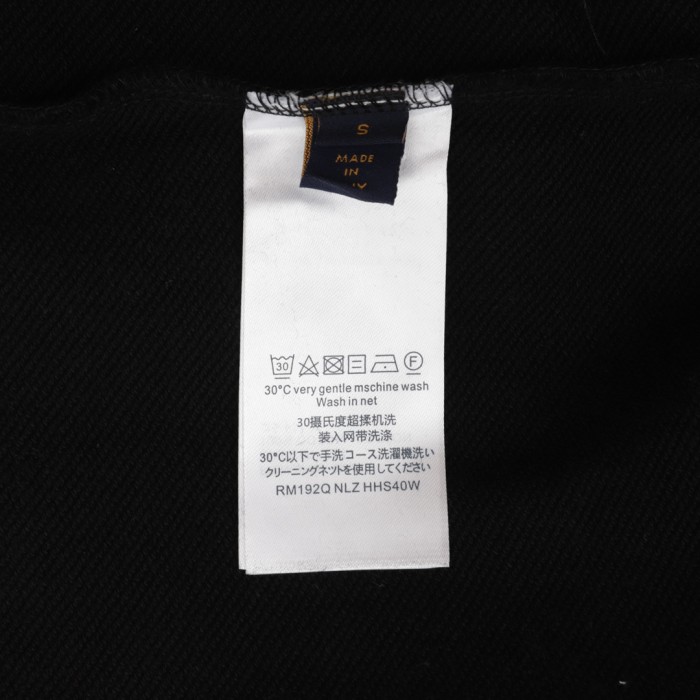 S
MADE
IN
30
F
30°C very gentle mschine wash
Wash in net
30摄氏度超揉机洗
装入网带洗涤
30°C以下で手洗コース洗濯機洗い
クリーニングネットを使用してください
RM192Q NLZ HHS40W